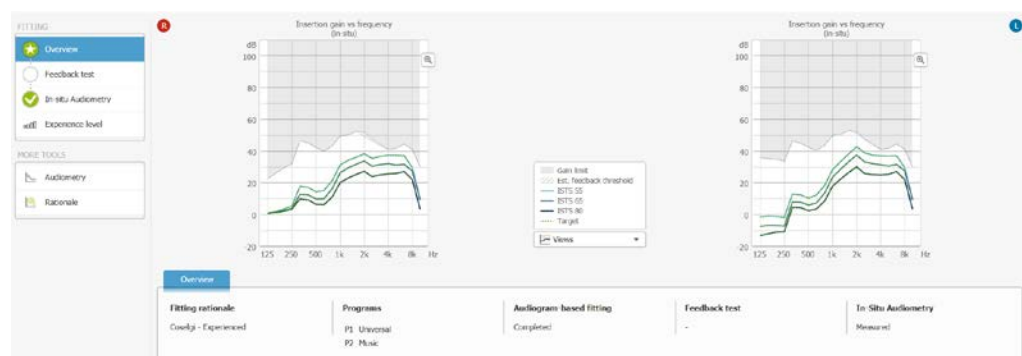 FITTING
Overview
Feedback test
In-situ Audiometry
Experience level
MORE TOOLS
Audiometry
Rationale
R
Insertion gain vs frequency
(in-situ)
dB
100
80
60
40
20
0
-20
125 250 500 1k 2k 4k 8k Hz
Gain limit
Est. feedback threshold
ISTS 55
ISTS 65
ISTS 80
Target
Views
L
Insertion gain vs frequency
(in-situ)
dB
100
80
60
40
20
0
-20
125 250 500 1k 2k 4k 8k Hz
Overview
Fitting rationale
Coselgi - Experienced
Programs
P1 Universal
P2 Music
Audiogram-based fitting
Completed
Feedback test
-
In-Situ Audiometry
Measured